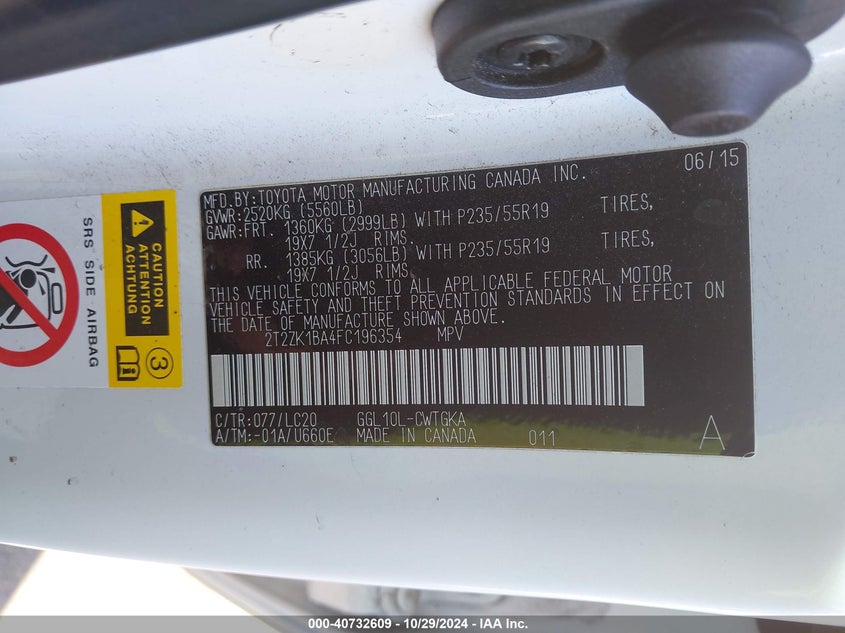 MFD.BY:TOYOTA MOTOR MANUFACTURING CANADA INC. 06/15
GVWR:2520KG (5560LB)
GAWR:FRT. 1360KG (2999LB) WITH P235/55R19 TIRES,
19X7 1/2J RIMS.
RR. 1385KG (3056LB) WITH P235/55R19 TIRES,
19X7 1/2J RIMS.
THIS VEHICLE CONFORMS TO ALL APPLICABLE FEDERAL MOTOR
VEHICLE SAFETY AND THEFT PREVENTION STANDARDS IN EFFECT ON
THE DATE OF MANUFACTURE SHOWN ABOVE.
2T2ZK1BA4FC196354 MPV
C/TR:077/LC20 GGL10L-CWTGKA
A/TM:-01A/U660E MADE IN CANADA 011 A
SRS SIDE AIRBAG
CAUTION
ATTENTION
ACHTUNG
3
000-40732609 - 10/29/2024 - IAA Inc.